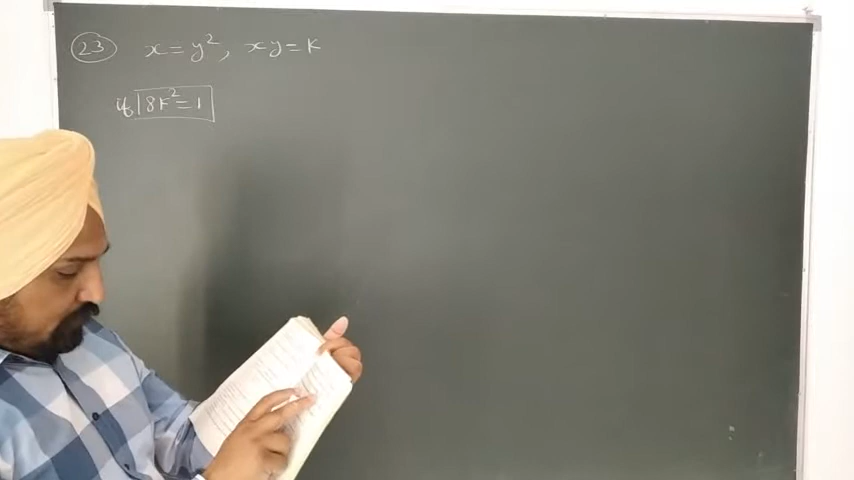 23 x = y², xy = k
if 8k² = 1